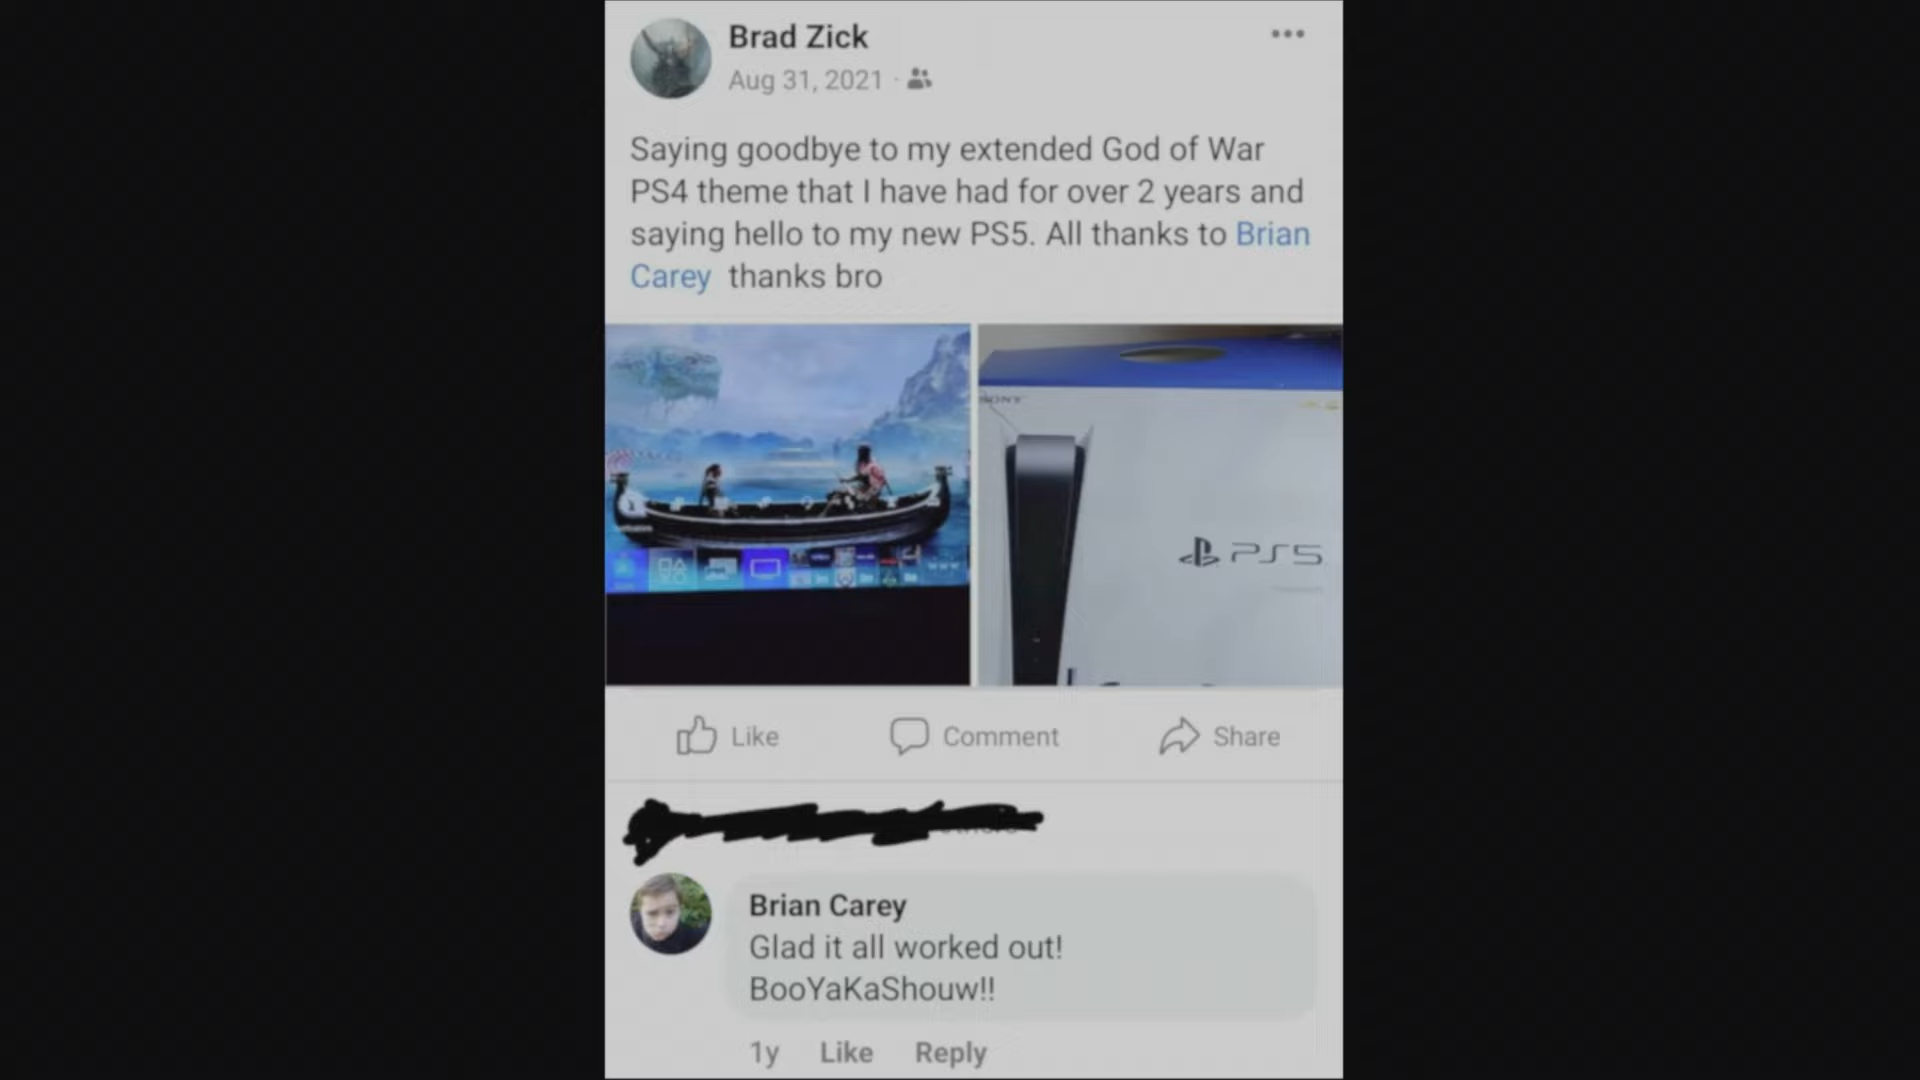 Brad Zick
Aug 31, 2021 ·
Saying goodbye to my extended God of War
PS4 theme that I have had for over 2 years and
saying hello to my new PS5. All thanks to Brian
Carey thanks bro
SONY
PS5
Like
Comment
Share
Brian Carey
Glad it all worked out!
BooYaKaShouw!!
1y
Like
Reply